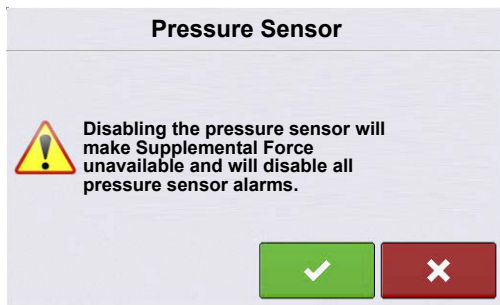 Pressure Sensor
Disabling the pressure sensor will
make Supplemental Force
unavailable and will disable all
pressure sensor alarms.